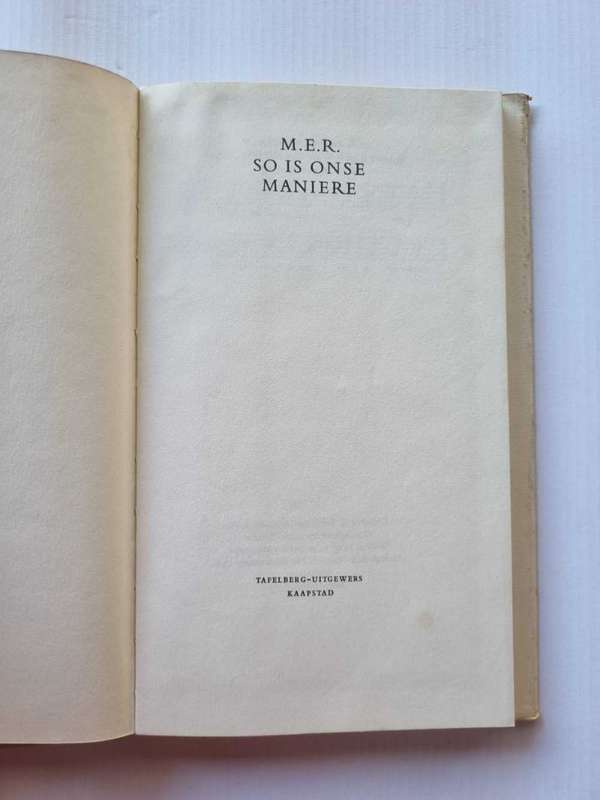 M.E.R.
SO IS ONSE
MANIERE
TAFELBERG-UITGEWERS
KAAPSTAD